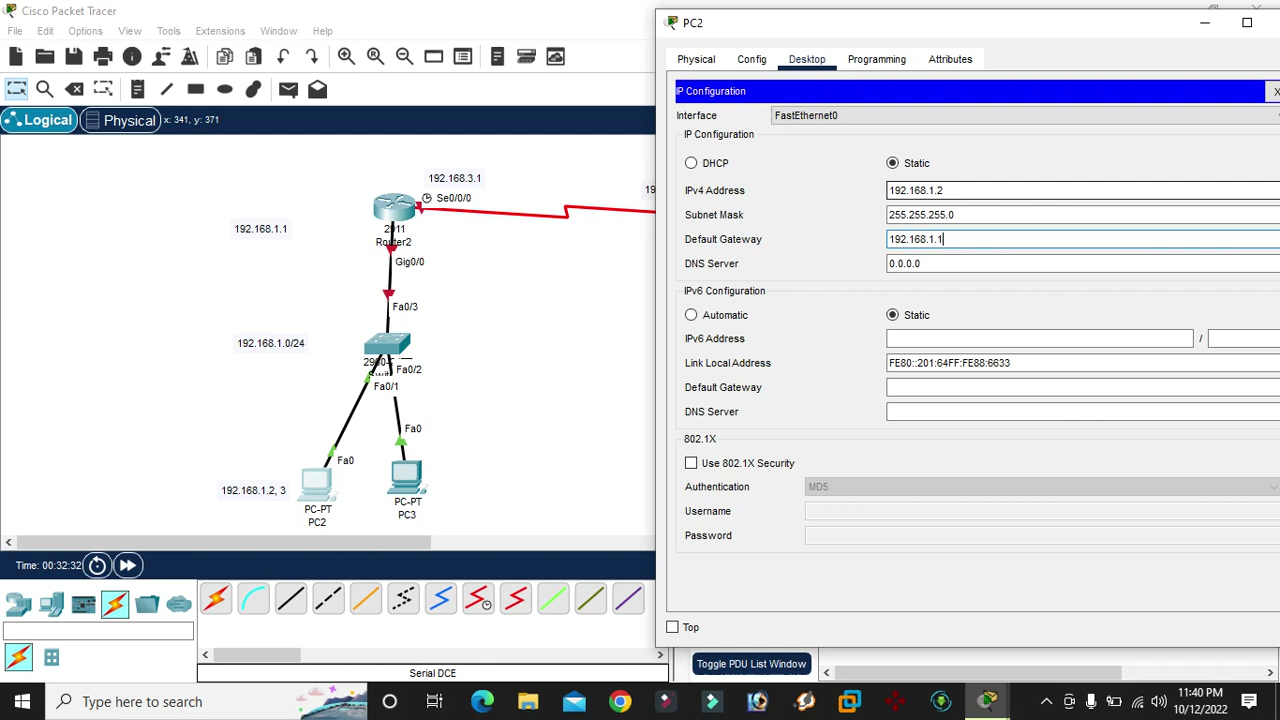 Cisco Packet Tracer
File Edit Options View Tools Extensions Window Help
Logical Physical x: 341, y: 371
192.168.3.1
Se0/0/0
19
192.168.1.1
2911
Router2
Gig0/0
Fa0/3
192.168.1.0/24
Fa0/2
Fa0/1
Fa0
Fa0
192.168.1.2, 3
PC-PT
PC2
PC-PT
PC3
Time: 00:32:32
Serial DCE
PC2
Physical Config Desktop Programming Attributes
IP Configuration
X
Interface FastEthernet0
IP Configuration
DHCP Static
IPv4 Address 192.168.1.2
Subnet Mask 255.255.255.0
Default Gateway 192.168.1.1
DNS Server 0.0.0.0
IPv6 Configuration
Automatic Static
IPv6 Address /
Link Local Address FE80::201:64FF:FE88:6633
Default Gateway
DNS Server
802.1X
Use 802.1X Security
Authentication MD5
Username
Password
Top
Toggle PDU List Window
Type here to search
11:40 PM
10/12/2022